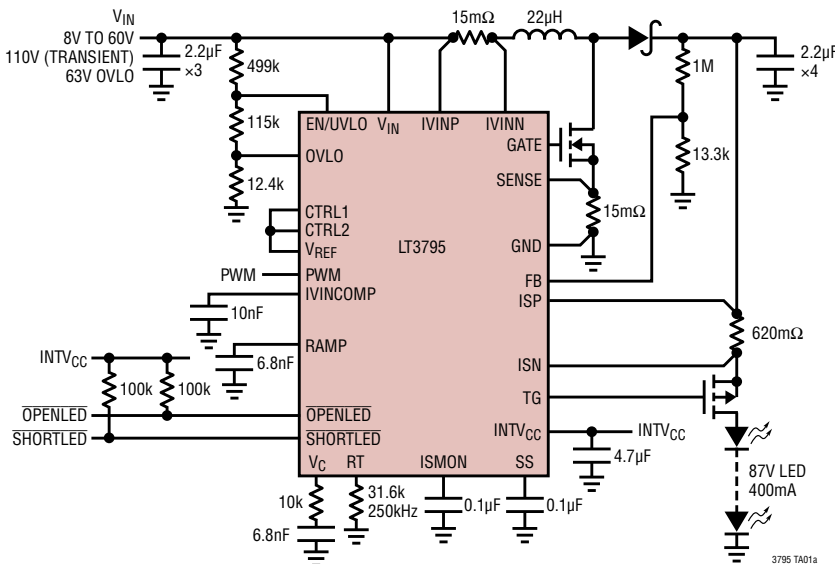 VIN
8V TO 60V
110V (TRANSIENT)
63V OVLO
2.2µF
×3
499k
115k
12.4k
15mΩ
22µH
1M
2.2µF
×4
13.3k
EN/UVLO
VIN
IVINP
IVINN
GATE
OVLO
SENSE
15mΩ
CTRL1
CTRL2
VREF
LT3795
GND
PWM
PWM
FB
IVINCOMP
ISP
10nF
620mΩ
RAMP
6.8nF
INTVCC
100k
100k
ISN
TG
OPENLED
OPENLED
SHORTLED
SHORTLED
INTVCC
INTVCC
4.7µF
VC
RT
ISMON
SS
10k
6.8nF
31.6k
250kHz
0.1µF
0.1µF
87V LED
400mA
3795 TA01a